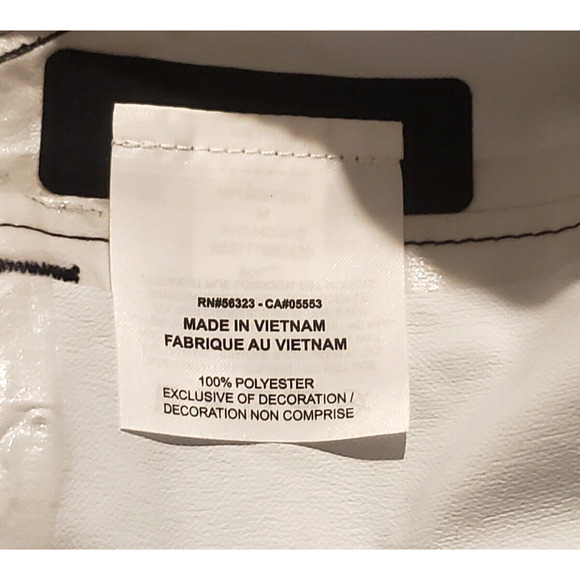 RN#56323 - CA#05553
MADE IN VIETNAM
FABRIQUE AU VIETNAM
100% POLYESTER
EXCLUSIVE OF DECORATION /
DECORATION NON COMPRISE